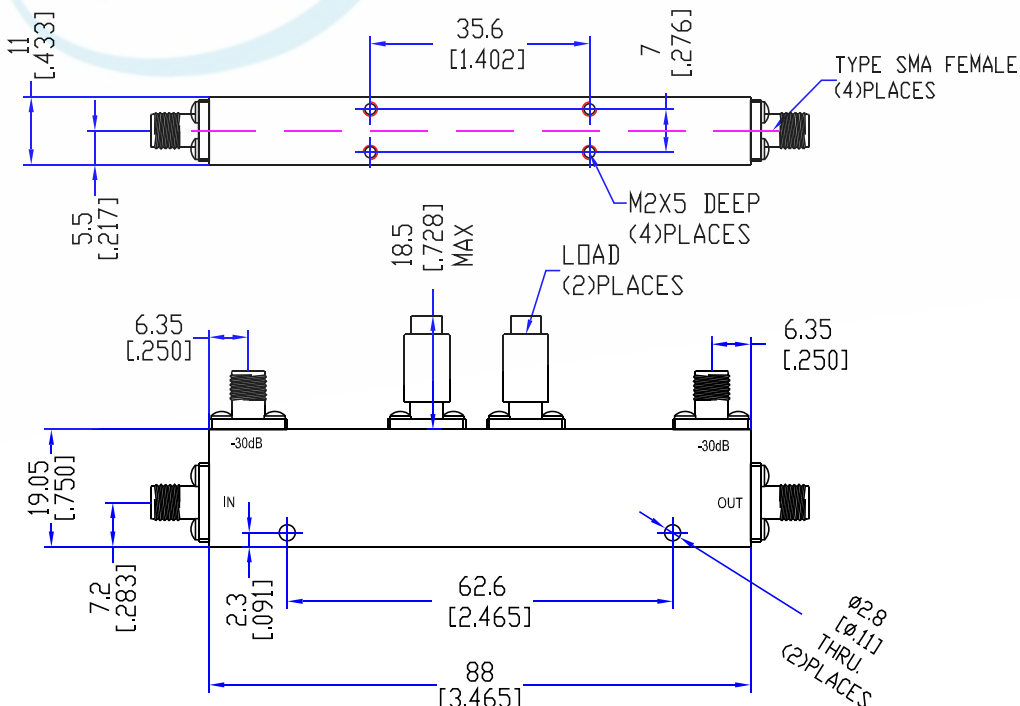 11
[.433]
35.6
[1.402]
7
[.276]
TYPE SMA FEMALE
(4)PLACES
5.5
[.217]
M2X5 DEEP
(4)PLACES
18.5
[.728]
MAX
LOAD
(2)PLACES
6.35
[.250]
6.35
[.250]
-30dB
-30dB
19.05
[.750]
IN
OUT
7.2
[.283]
2.3
[.091]
62.6
[2.465]
Ø2.8
[Ø.11]
THRU.
(2)PLACES
88
[3.465]